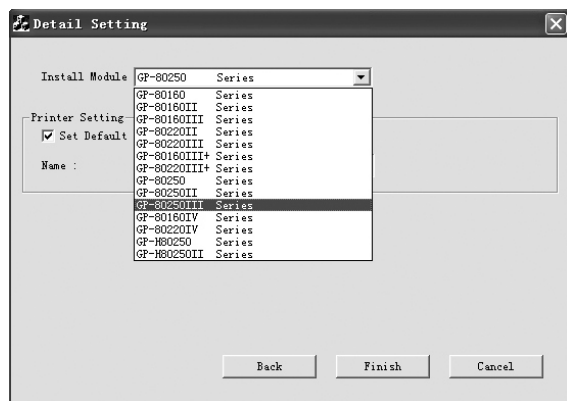 Detail Setting
Install Module GP-80250 Series
GP-80160 Series
GP-80160II Series
GP-80160III Series
GP-80220II Series
GP-80220III Series
GP-80160III+ Series
GP-80220III+ Series
GP-80250 Series
GP-80250II Series
GP-80250III Series
GP-80160IV Series
GP-80220IV Series
GP-H80250 Series
GP-H80250II Series
Printer Setting
Set Default
Name :
Back Finish Cancel